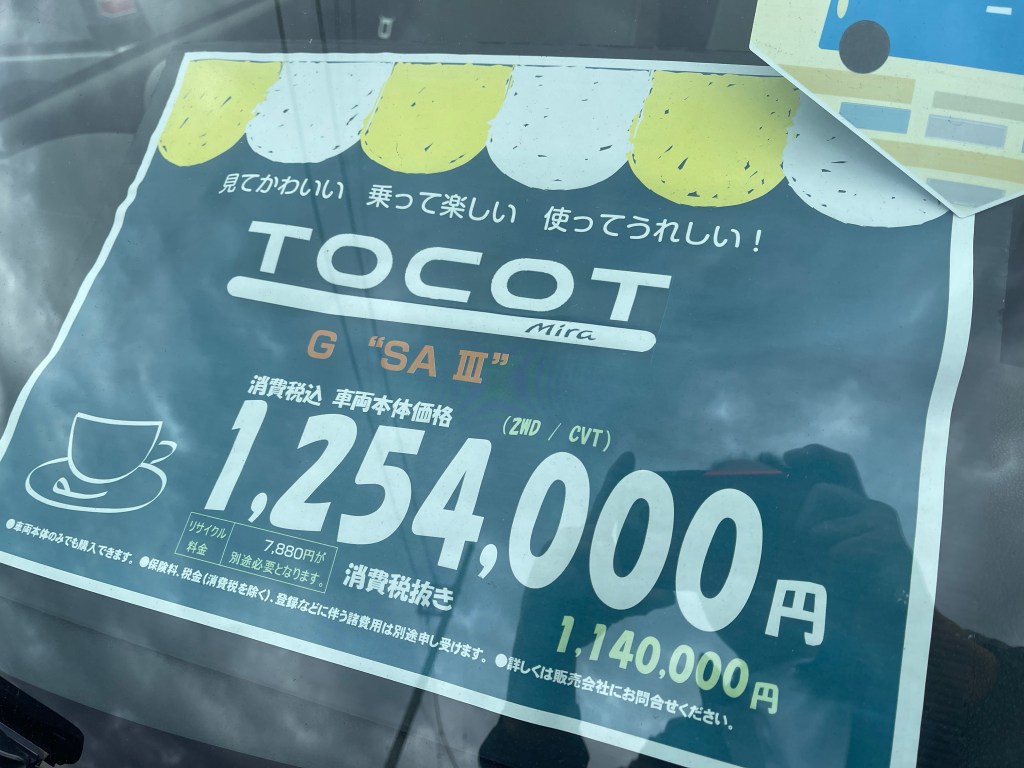 見てかわいい 乗って楽しい 使ってうれしい！
TOCOT
Mira
G “SA Ⅲ”
消費税込 車両本体価格 (2WD / CVT)
1,254,000円
リサイクル料金 7,880円が別途必要となります。
消費税抜き 1,140,000円
●車両本体のみでも購入できます。 ●保険料、税金(消費税を除く)、登録などに伴う諸費用は別途申し受けます。 ●詳しくは販売会社にお問合せください。